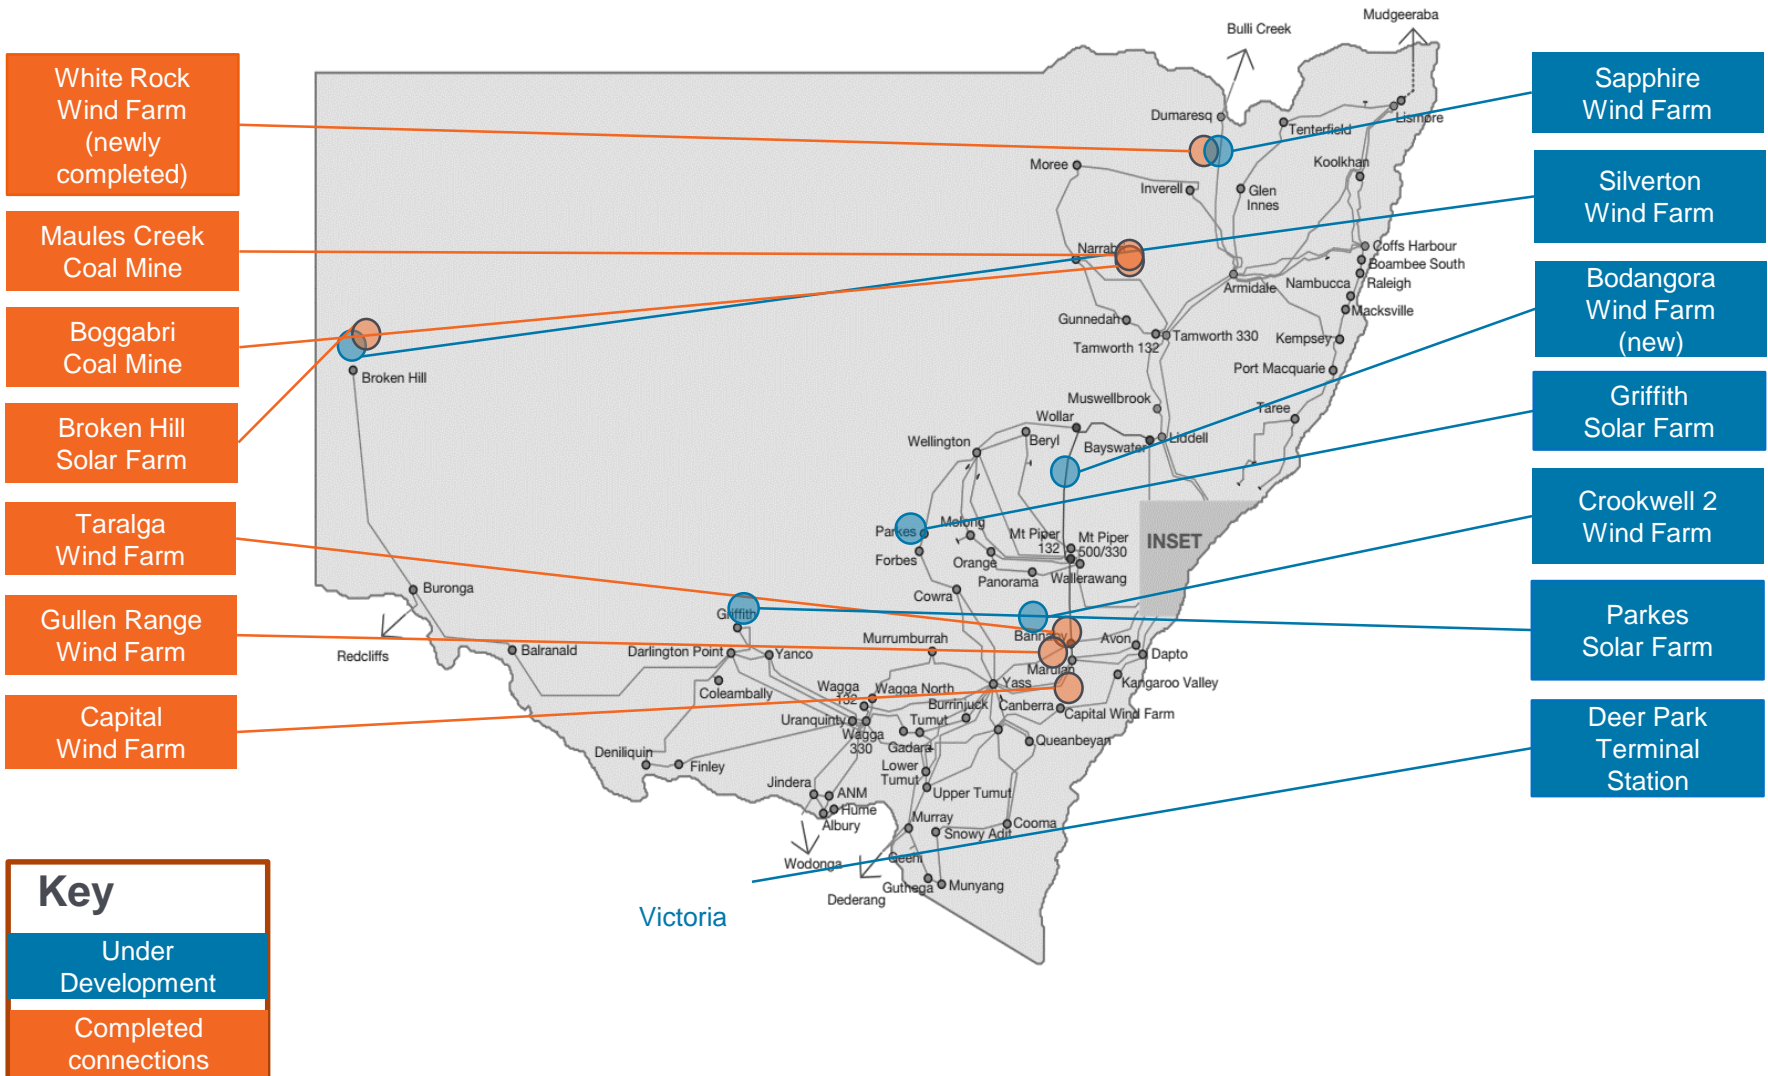 Mudgeeraba
Bulli Creek
White Rock
Wind Farm
(newly
completed)
Maules Creek
Coal Mine
Boggabri
Coal Mine
Broken Hill
Solar Farm
Taralga
Wind Farm
Gullen Range
Wind Farm
Capital
Wind Farm
Key
Under
Development
Completed
connections
Sapphire
Wind Farm
Silverton
Wind Farm
Bodangora
Wind Farm
(new)
Griffith
Solar Farm
Crookwell 2
Wind Farm
Parkes
Solar Farm
Deer Park
Terminal
Station
Dumaresq
Lismore
Tenterfield
Moree
Koolkhan
Inverell
Glen
Innes
Narrabri
Coffs Harbour
Boambee South
Armidale
Nambucca
Raleigh
Macksville
Gunnedah
Tamworth 330
Tamworth 132
Kempsey
Port Macquarie
Broken Hill
Muswellbrook
Taree
Wollar
Wellington
Beryl
Bayswater
Liddell
Parkes
Molong
Mt Piper
132
Mt Piper
500/330
INSET
Forbes
Orange
Panorama
Wallerawang
Buronga
Cowra
Griffith
Redcliffs
Balranald
Darlington Point
Yanco
Murrumburrah
Bannaby
Avon
Dapto
Marulan
Kangaroo Valley
Coleambally
Wagga
132
Wagga North
Yass
Burrinjuck
Canberra
Capital Wind Farm
Uranquinty
Wagga
330
Tumut
Gadara
Queanbeyan
Deniliquin
Finley
Lower
Tumut
Upper Tumut
Jindera
ANM
Hume
Albury
Murray
Snowy Adit
Cooma
Wodonga
Geehi
Guthega
Munyang
Dederang
Victoria